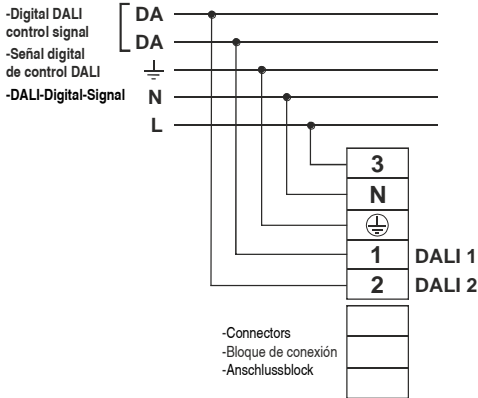 -Digital DALI
control signal
-Señal digital
de control DALI
-DALI-Digital-Signal
DA
DA
N
L
3
N
1 DALI 1
2 DALI 2
-Connectors
-Bloque de conexión
-Anschlussblock